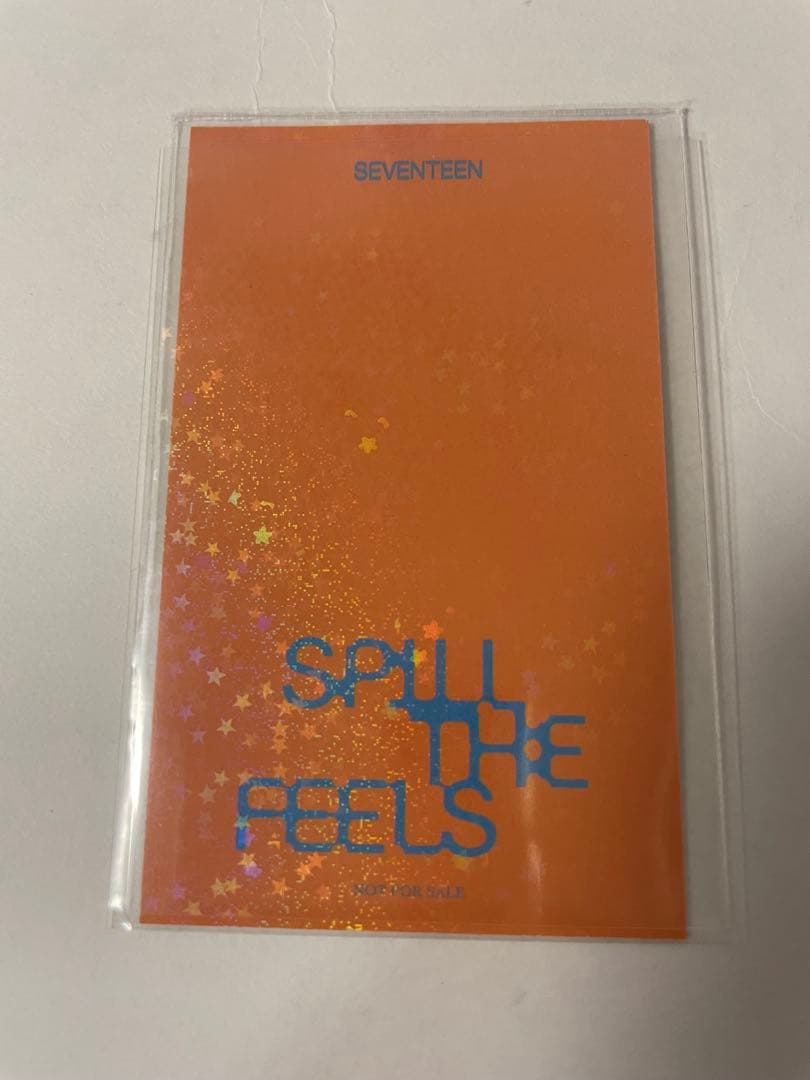 SEVENTEEN
SPILL
THE
FEELS
NOT FOR SALE